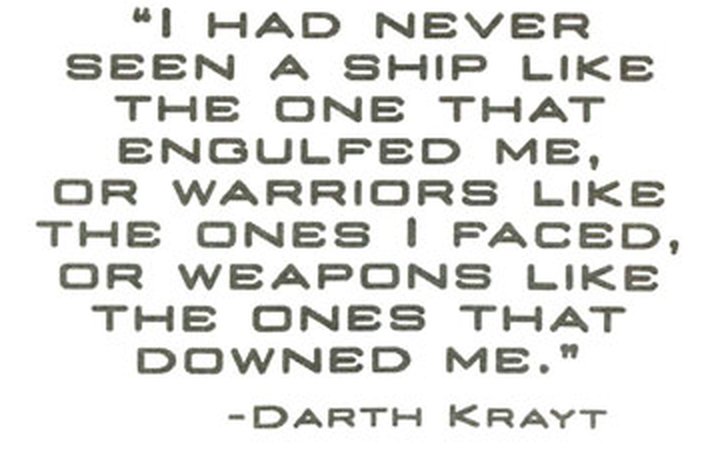 “I HAD NEVER
SEEN A SHIP LIKE
THE ONE THAT
ENGULFED ME,
OR WARRIORS LIKE
THE ONES I FACED,
OR WEAPONS LIKE
THE ONES THAT
DOWNED ME.”
-DARTH KRAYT